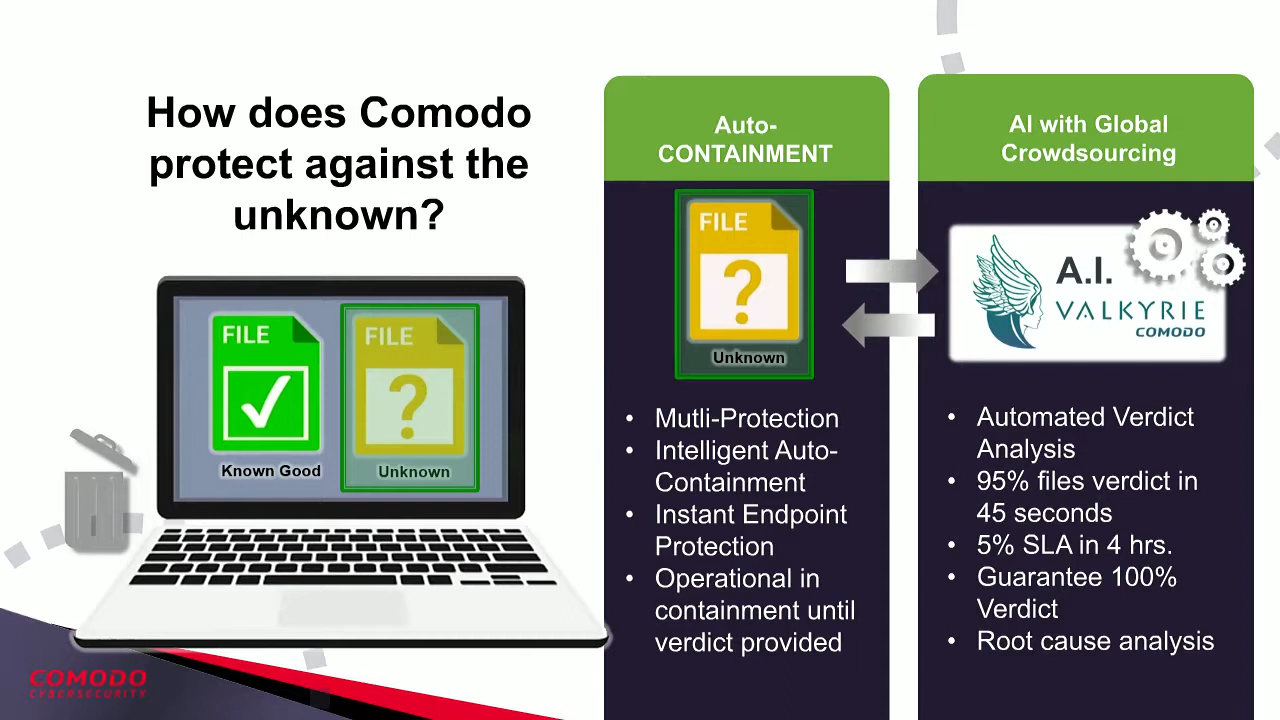 How does Comodo
protect against the
unknown?
FILE
Known Good
FILE
?
Unknown
COMODO
CYBERSECURITY
Auto-
CONTAINMENT
FILE
?
Unknown
• Mutli-Protection
• Intelligent Auto-
Containment
• Instant Endpoint
Protection
• Operational in
containment until
verdict provided
AI with Global
Crowdsourcing
A.I.
VALKYRIE
COMODO
• Automated Verdict
Analysis
• 95% files verdict in
45 seconds
• 5% SLA in 4 hrs.
• Guarantee 100%
Verdict
• Root cause analysis